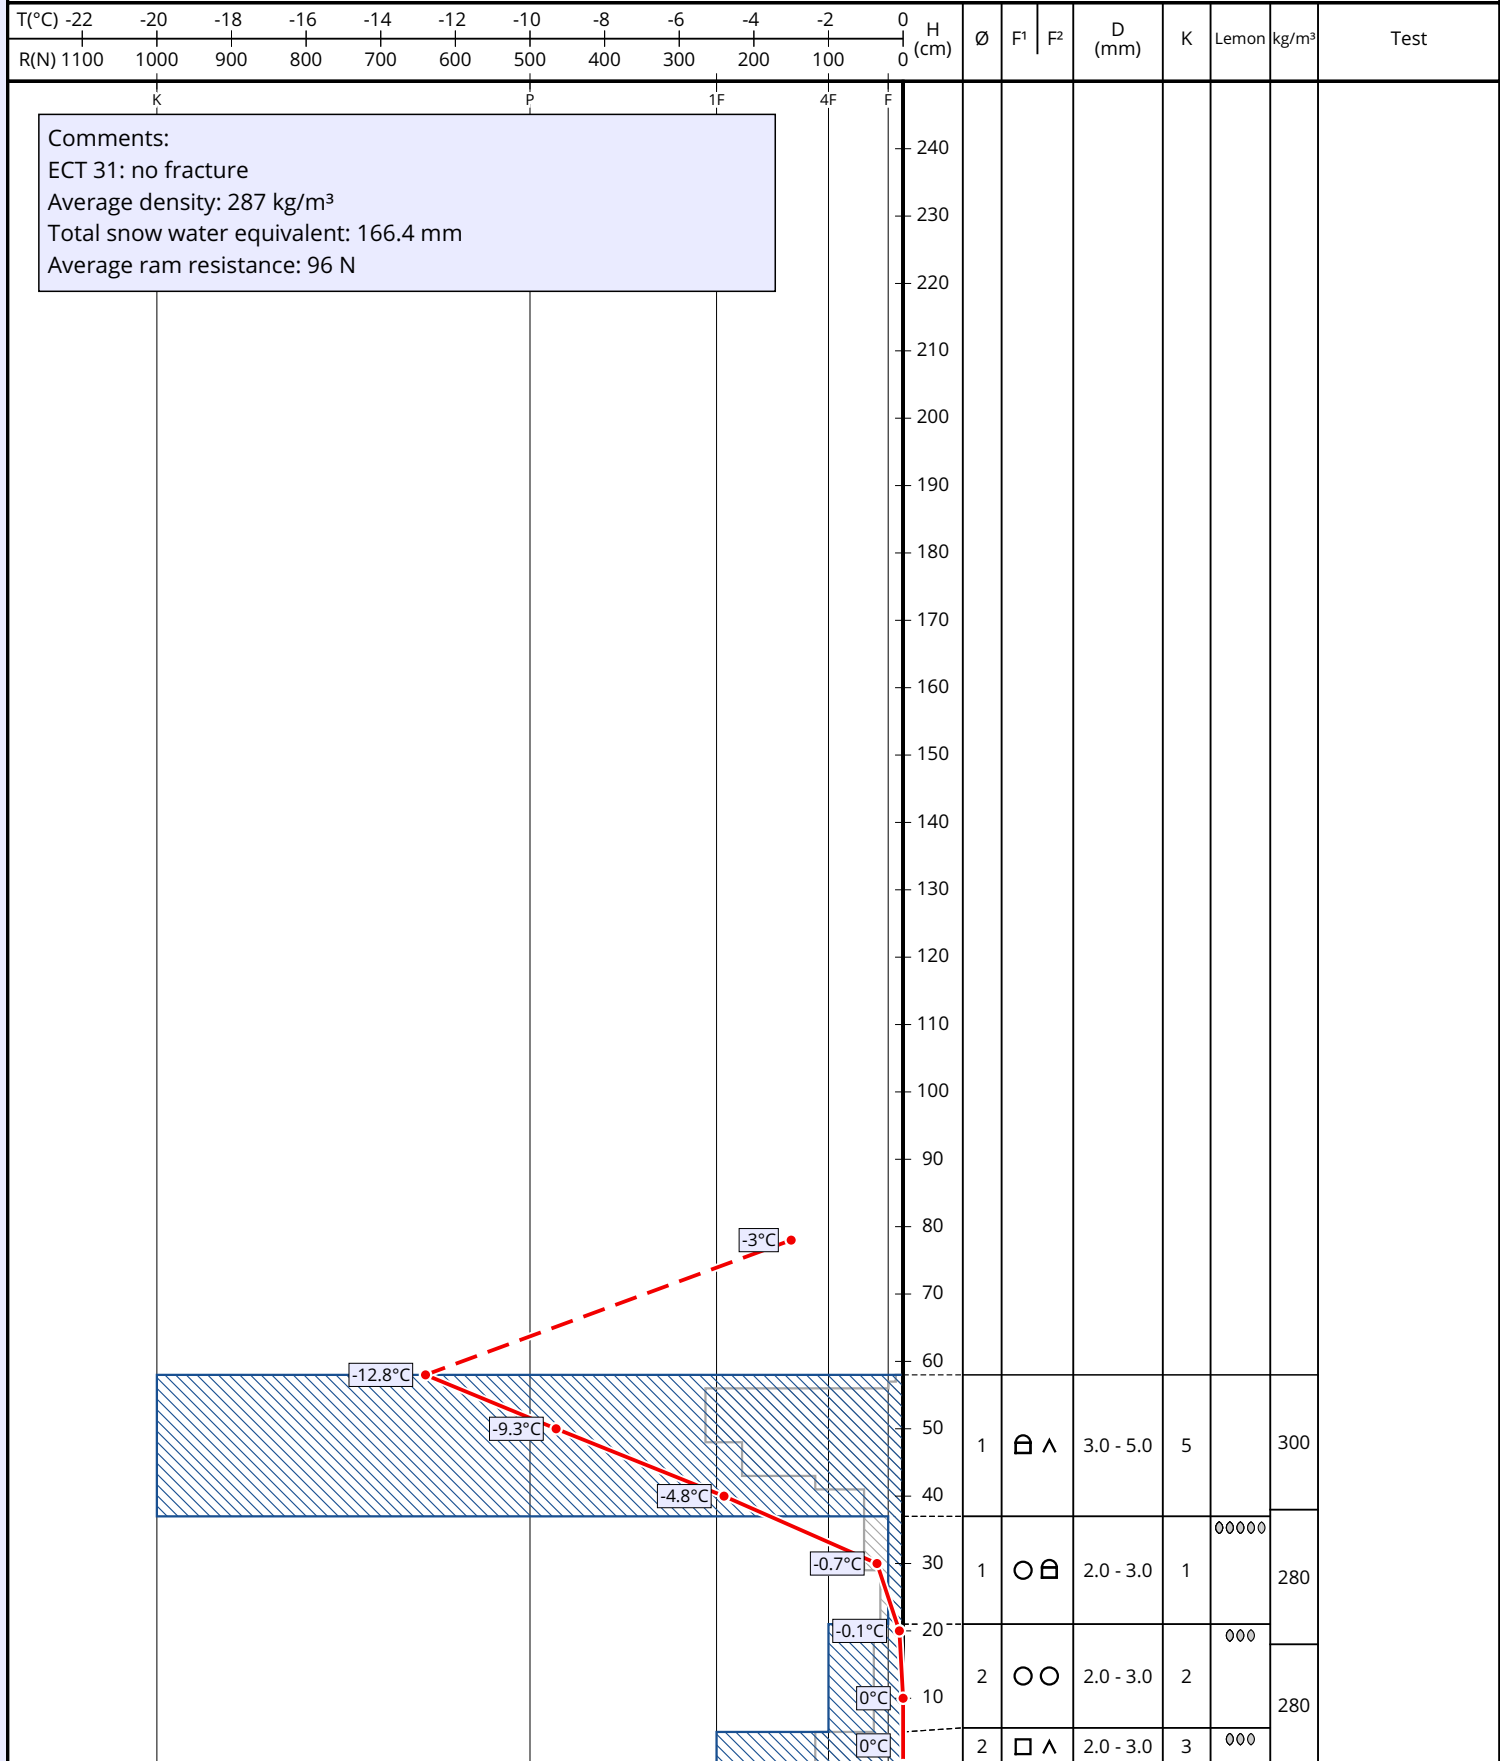 T(°C) -22 -20 -18 -16 -14 -12 -10 -8 -6 -4 -2 0
R(N) 1100 1000 900 800 700 600 500 400 300 200 100 0
H (cm) Ø F¹ F² D (mm) K Lemon kg/m³ Test
K P 1F 4F F
Comments:
ECT 31: no fracture
Average density: 287 kg/m³
Total snow water equivalent: 166.4 mm
Average ram resistance: 96 N
240
230
220
210
200
190
180
170
160
150
140
130
120
110
100
90
80
-3°C
70
60
-12.8°C
50
-9.3°C
1 3.0 - 5.0 5 300
-4.8°C 40
-0.7°C 30
1 2.0 - 3.0 1 280
-0.1°C 20
2 2.0 - 3.0 2
0°C 10
280
0°C 2 2.0 - 3.0 3